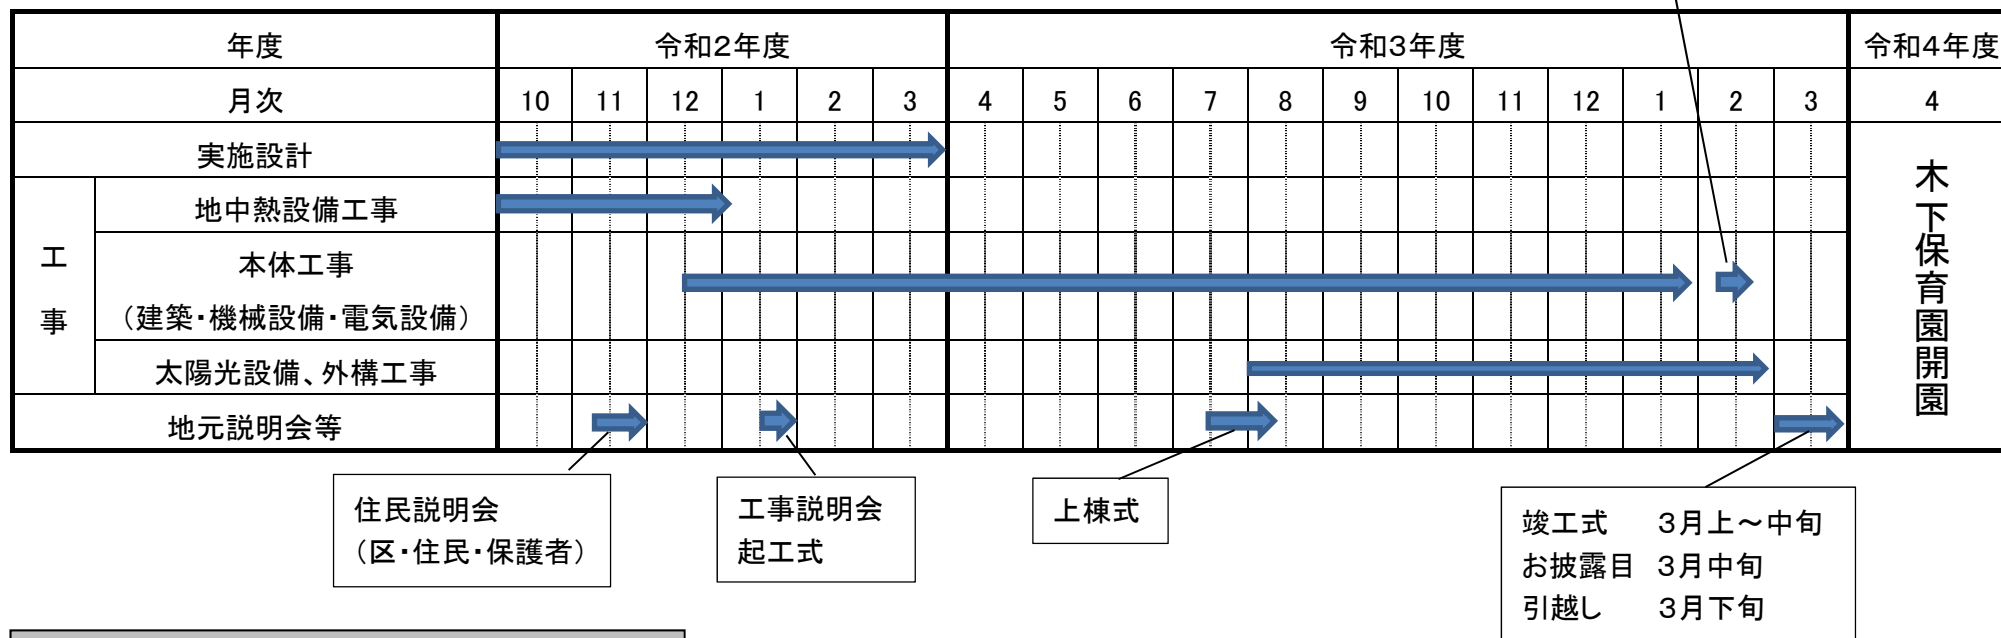 年度 令和2年度 令和3年度 令和4年度
月次 10 11 12 1 2 3 4 5 6 7 8 9 10 11 12 1 2 3 4
実施設計
工事
地中熱設備工事
本体工事
（建築・機械設備・電気設備）
太陽光設備、外構工事
地元説明会等
木下保育園開園
住民説明会
（区・住民・保護者）
工事説明会
起工式
上棟式
竣工式 3月上～中旬
お披露目 3月中旬
引越し 3月下旬